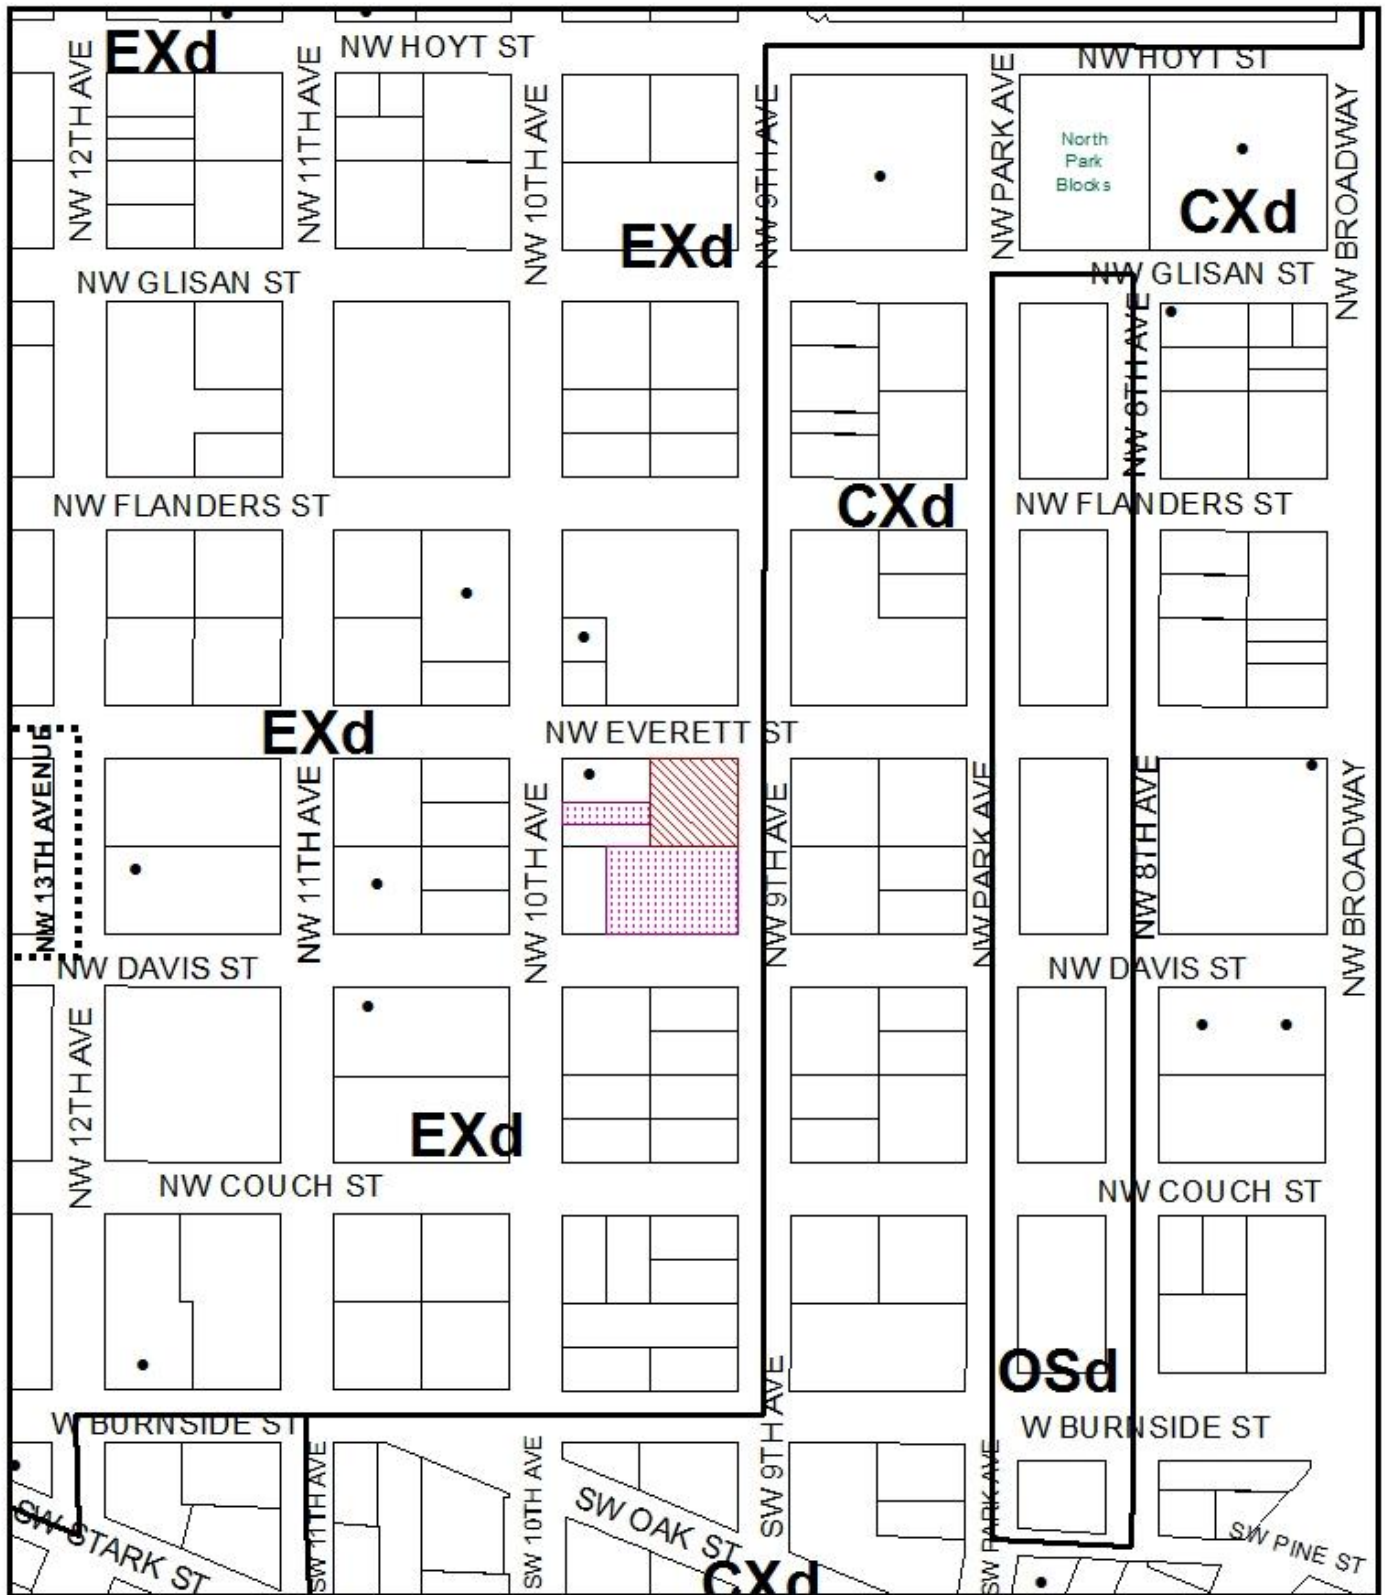 EXd
NW HOYT ST
NW HOYT ST
NW 12TH AVE
NW 11TH AVE
NW 10TH AVE
NW 9TH AVE
NW PARK AVE
North
Park
Blocks
CXd
NW BROADWAY
EXd
NW GLISAN ST
NW GLISAN ST
NW 8TH AVE
CXd
NW FLANDERS ST
NW FLANDERS ST
EXd
NW EVERETT ST
NW 13TH AVENUE
NW 11TH AVE
NW 10TH AVE
NW 9TH AVE
NW PARK AVE
NW 8TH AVE
NW BROADWAY
NW DAVIS ST
NW DAVIS ST
NW 12TH AVE
EXd
NW COUCH ST
NW COUCH ST
OSd
W BURNSIDE ST
W BURNSIDE ST
SW 11TH AVE
SW 10TH AVE
SW 9TH AVE
SW PARK AVE
SW STARK ST
SW OAK ST
SW PINE ST
CXd